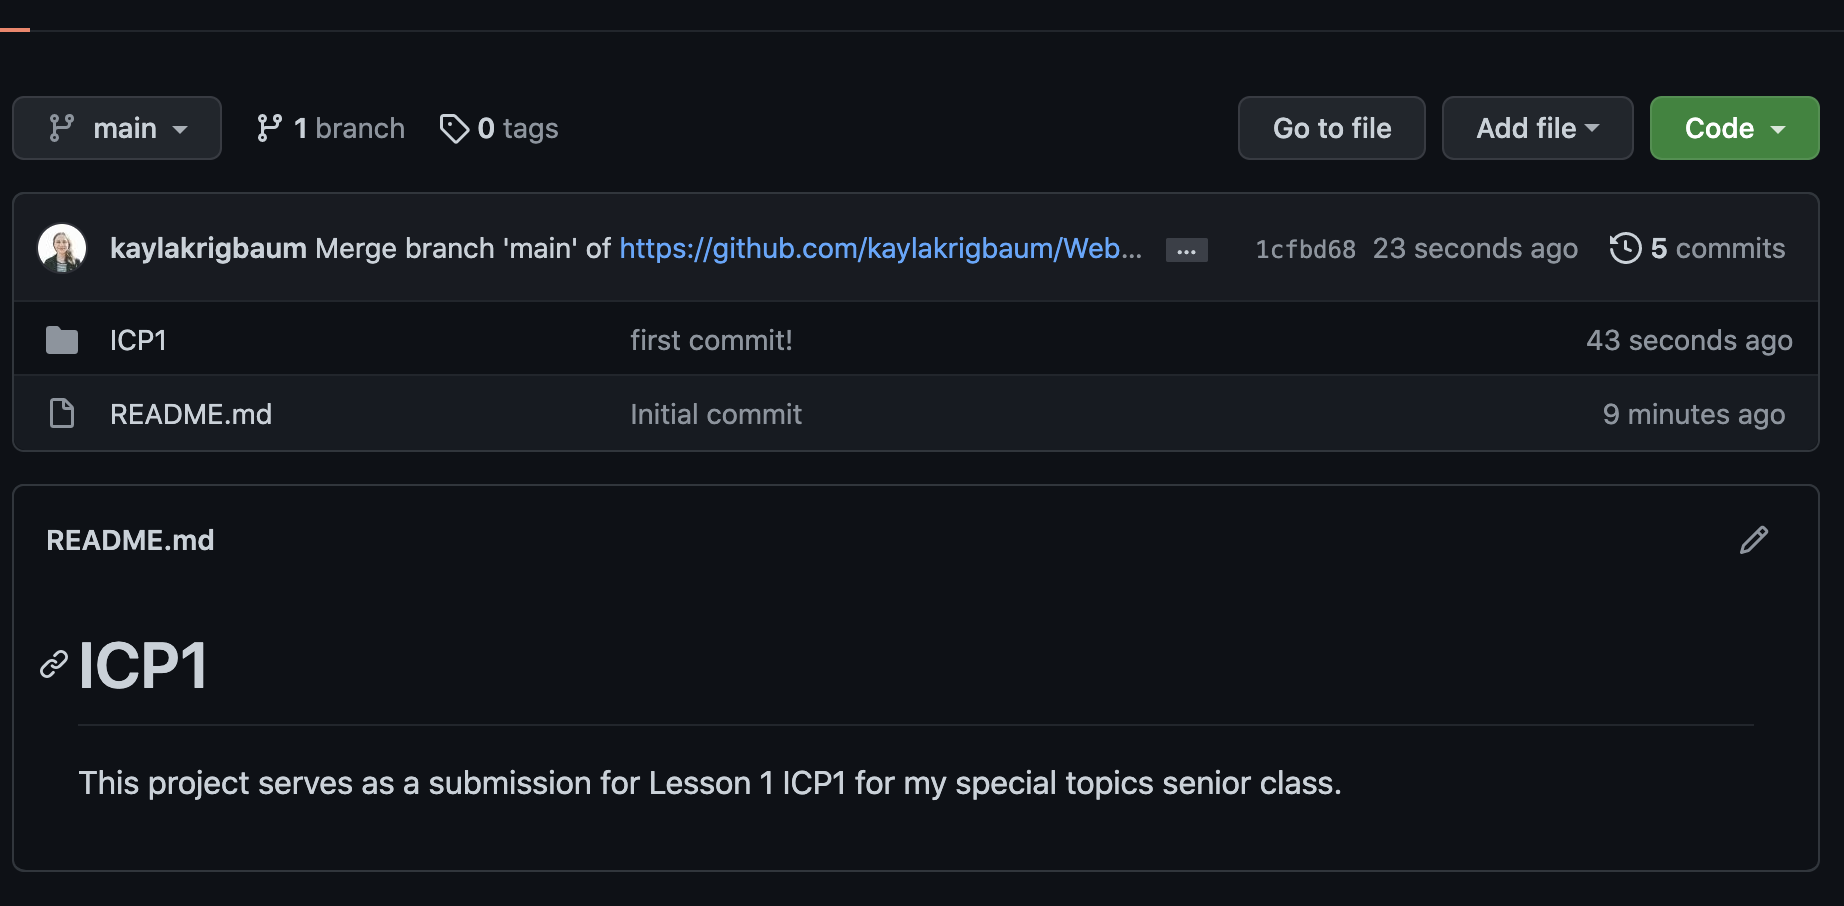 main 1 branch 0 tags Go to file Add file Code
kaylakrigbaum Merge branch 'main' of https://github.com/kaylakrigbaum/Web... ... 1cfbd68 23 seconds ago 5 commits
ICP1 first commit! 43 seconds ago
README.md Initial commit 9 minutes ago
README.md
ICP1
This project serves as a submission for Lesson 1 ICP1 for my special topics senior class.